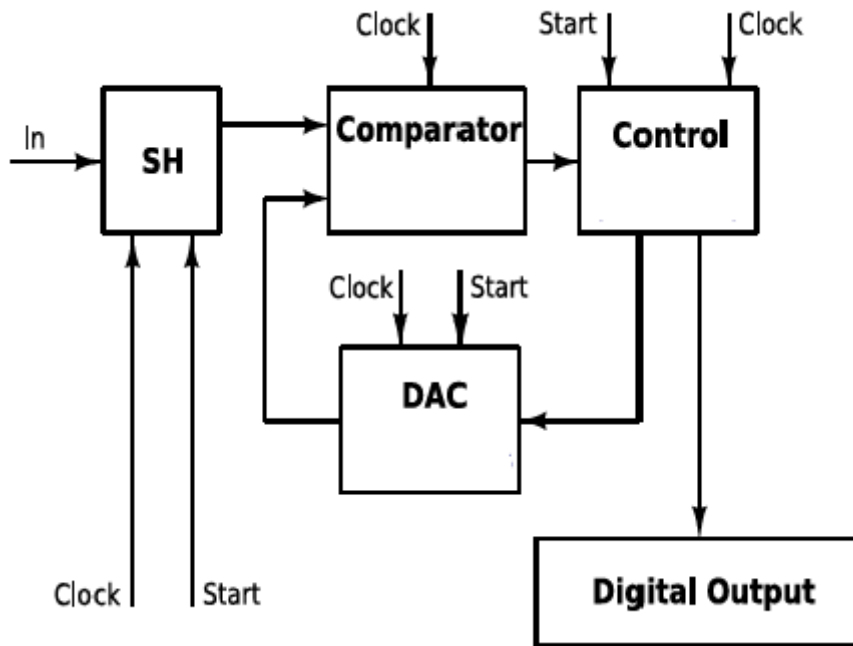 Clock
Start
Clock
In
SH
Comparator
Control
Clock
Start
DAC
Clock
Start
Digital Output